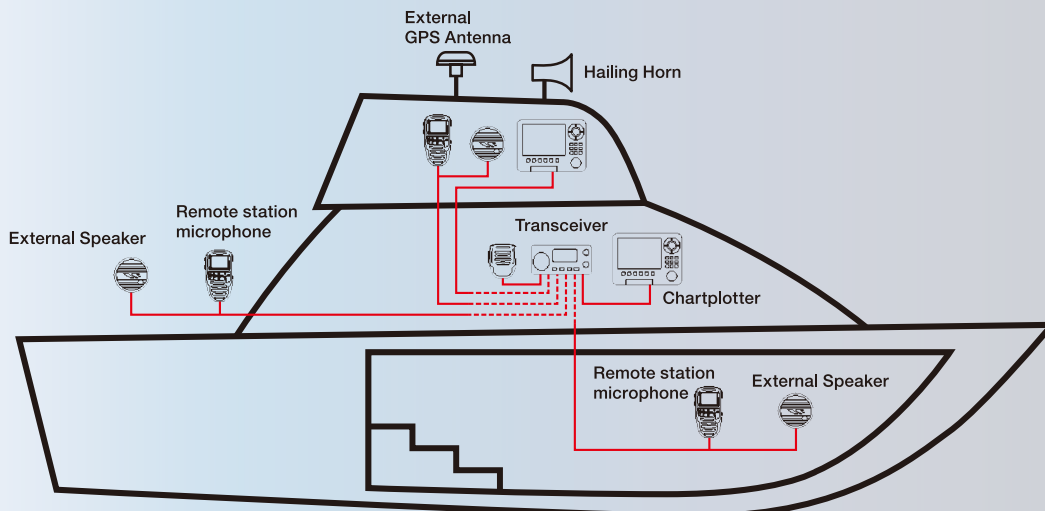 External
GPS Antenna
Hailing Horn
Remote station
microphone
External Speaker
Transceiver
Chartplotter
Remote station
microphone
External Speaker